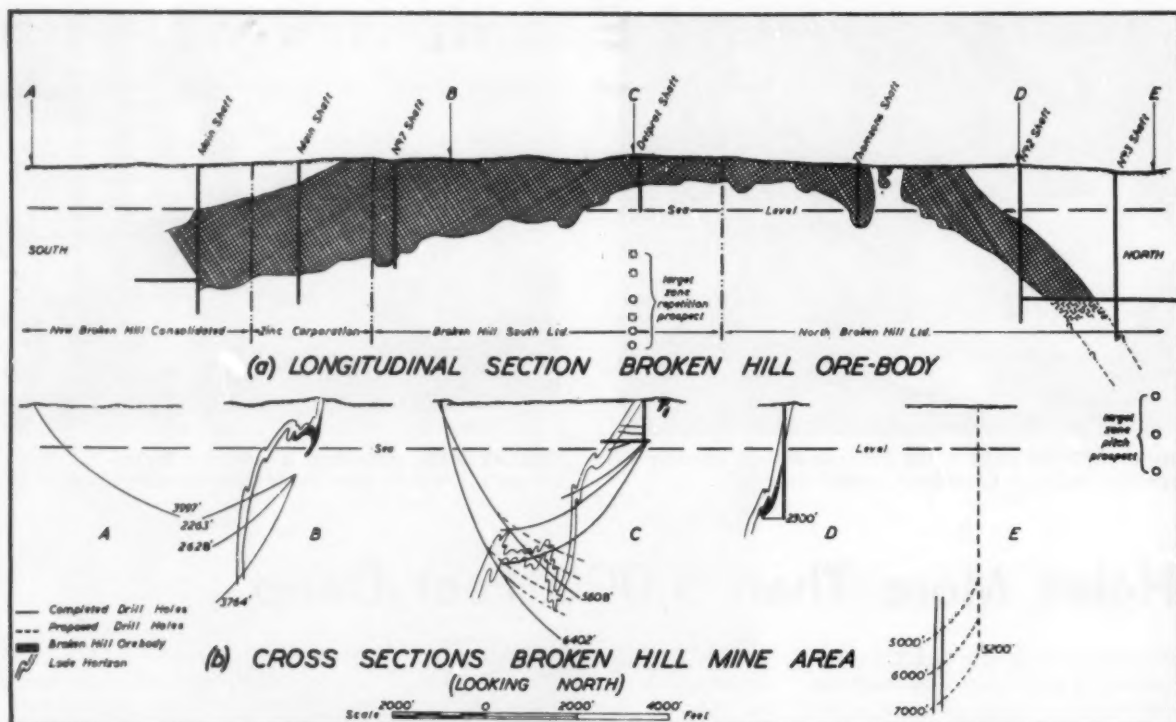 A
B
C
D
E
Main Shaft
Main Shaft
Nº7 Shaft
Delprat Shaft
Thomsons Shaft
Nº2 Shaft
Nº3 Shaft
Sea Level
SOUTH
NORTH
target
zone
repetition
prospect
New Broken Hill Consolidated
Zinc Corporation
Broken Hill South Ltd.
North Broken Hill Ltd.
(a) LONGITUDINAL SECTION BROKEN HILL ORE-BODY
Sea
Level
target
zone
pitch
prospect
3997'
2263'
2628'
3764'
A
B
C
D
E
2300'
5608'
6402'
5000'
5200'
6000'
7000'
Completed Drill Holes
Proposed Drill Holes
Broken Hill Orebody
Lode Horizon
(b) CROSS SECTIONS BROKEN HILL MINE AREA
(LOOKING NORTH)
Scale 2000' 0 2000' 4000' Feet